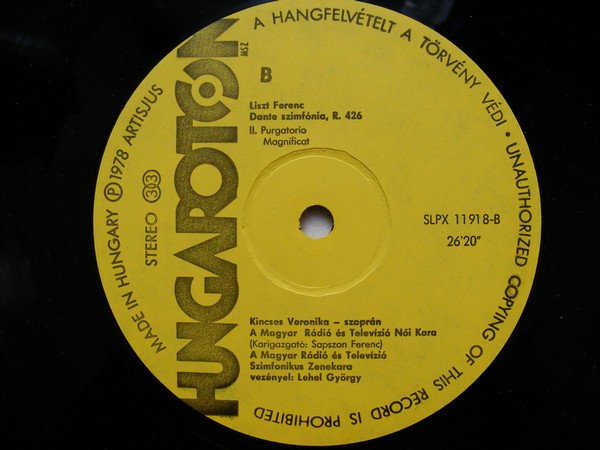 MADE IN HUNGARY Ⓟ 1978 ARTISJUS
A HANGFELVÉTELT A TÖRVÉNY VÉDI • UNAUTHORIZED COPYING OF THIS RECORD IS PROHIBITED
STEREO 33
HUNGAROTON
MSZ
B
Liszt Ferenc
Dante szimfónia, R. 426
II. Purgatorio
Magnificat
SLPX 11918-B
26'20"
Kincses Veronika – szoprán
A Magyar Rádió és Televízió Női Kara
(Karigazgató: Sapszon Ferenc)
A Magyar Rádió és Televízió
Szimfonikus Zenekara
vezényel: Lehel György